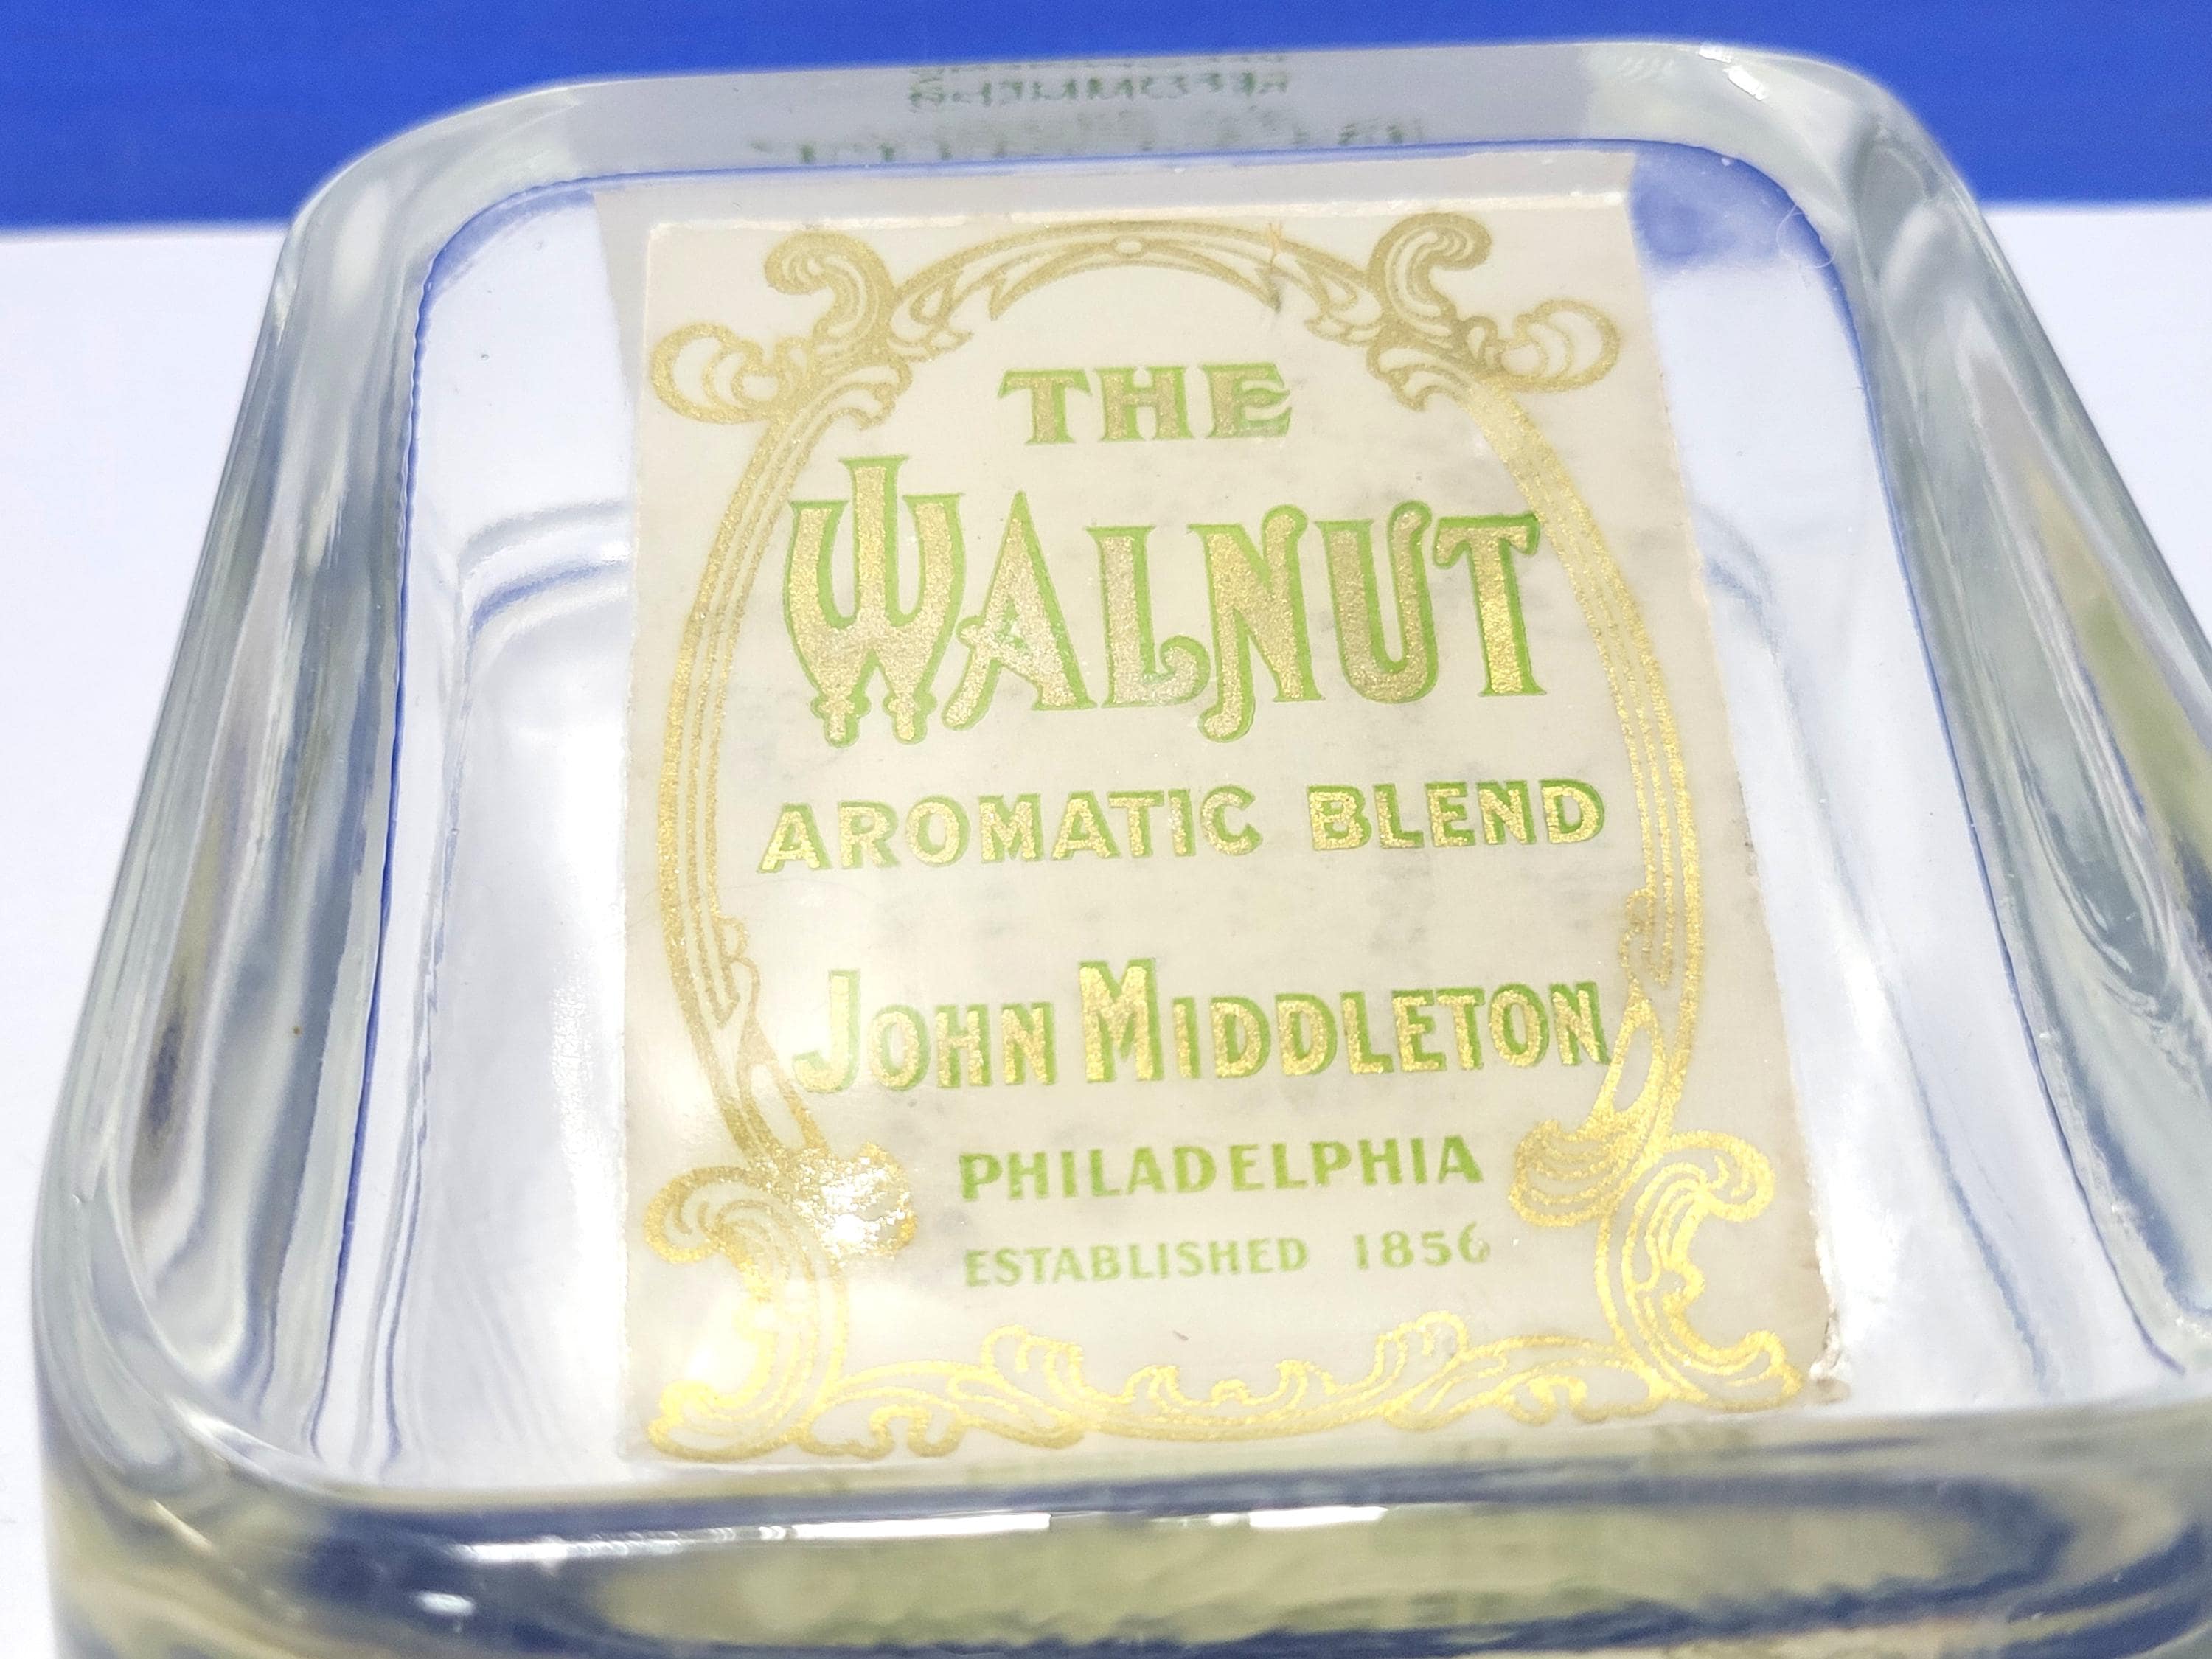 THE
WALNUT
AROMATIC BLEND
JOHN MIDDLETON
PHILADELPHIA
ESTABLISHED 1856